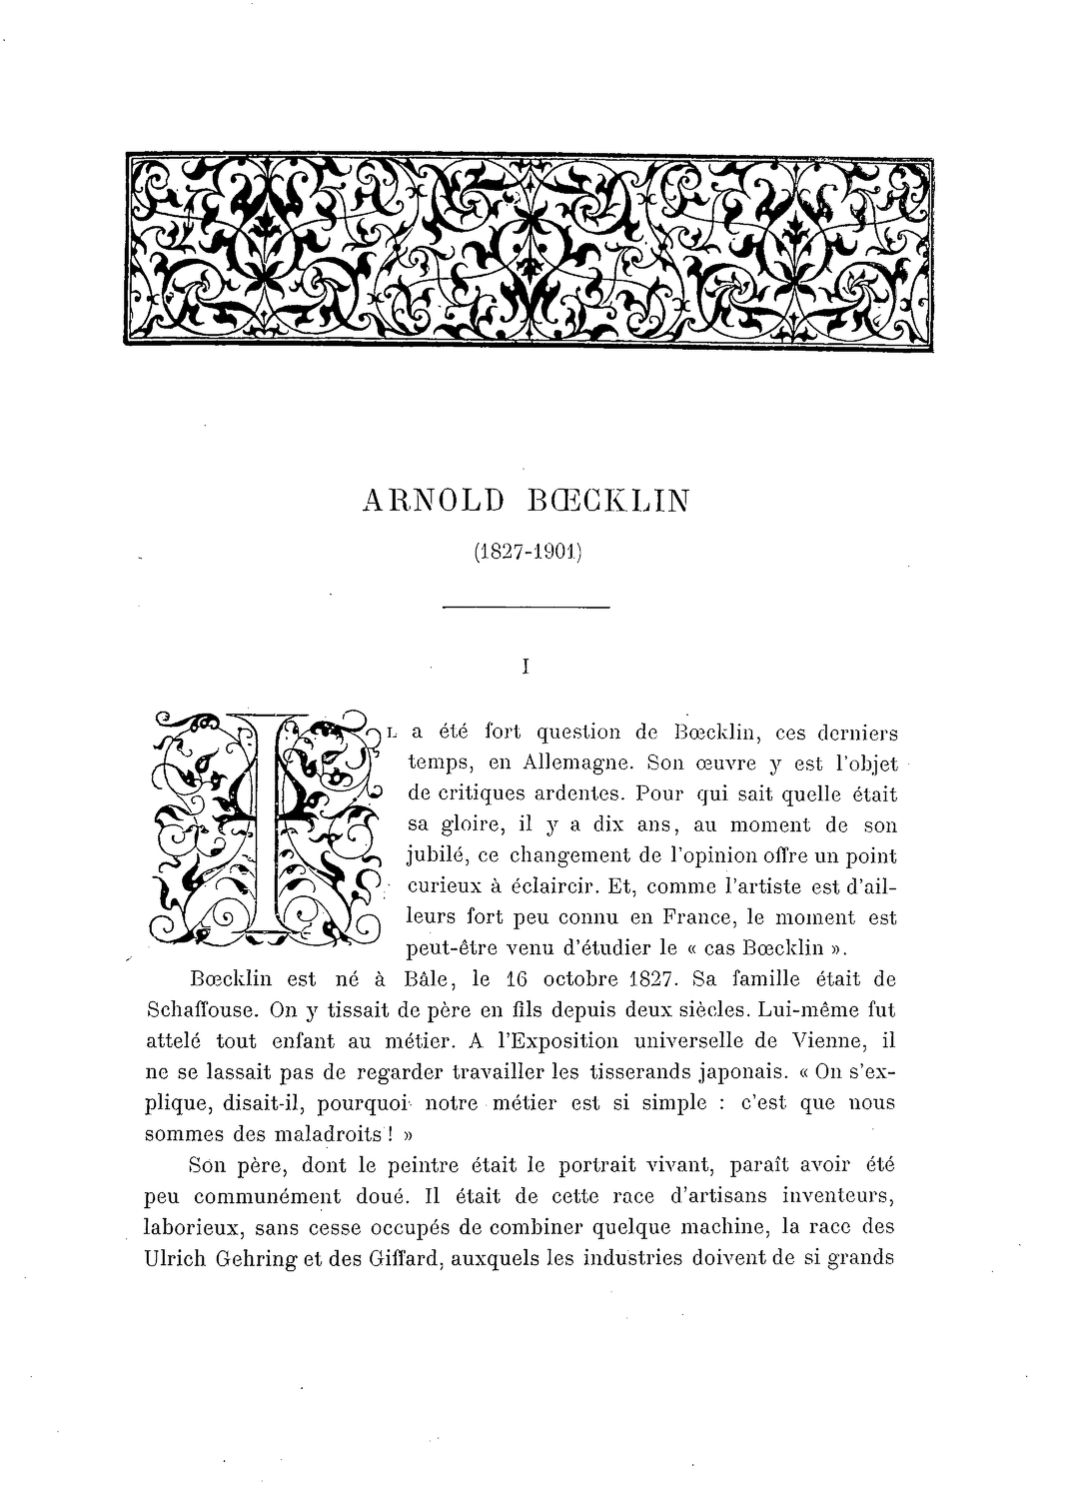 ARNOLD BŒCKLIN
(1827-1901)
I
IL a été fort question de Bœcklin, ces derniers
temps, en Allemagne. Son œuvre y est l'objet
de critiques ardentes. Pour qui sait quelle était
sa gloire, il y a dix ans, au moment de son
jubilé, ce changement de l'opinion offre un point
curieux à éclaircir. Et, comme l'artiste est d'ail-
leurs fort peu connu en France, le moment est
peut-être venu d'étudier le « cas Bœcklin ».
Bœcklin est né à Bâle, le 16 octobre 1827. Sa famille était de
Schaffouse. On y tissait de père en fils depuis deux siècles. Lui-même fut
attelé tout enfant au métier. A l'Exposition universelle de Vienne, il
ne se lassait pas de regarder travailler les tisserands japonais. « On s'ex-
plique, disait-il, pourquoi notre métier est si simple : c'est que nous
sommes des maladroits ! »
Son père, dont le peintre était le portrait vivant, paraît avoir été
peu communément doué. Il était de cette race d'artisans inventeurs,
laborieux, sans cesse occupés de combiner quelque machine, la race des
Ulrich Gehring et des Giffard, auxquels les industries doivent de si grands